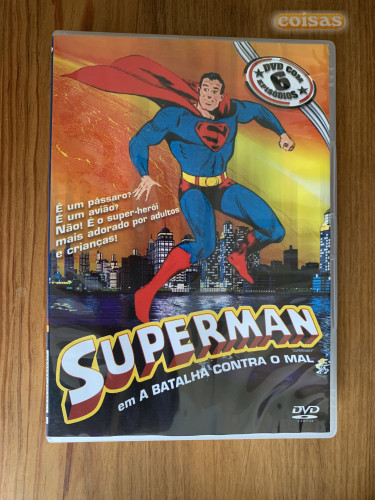 coisas
DVD COM
6
EPISÓDIOS
É um pássaro?
É um avião?
Não! É o super-herói
mais adorado por adultos
e crianças!
SUPERMAN
em A BATALHA CONTRA O MAL
DVD